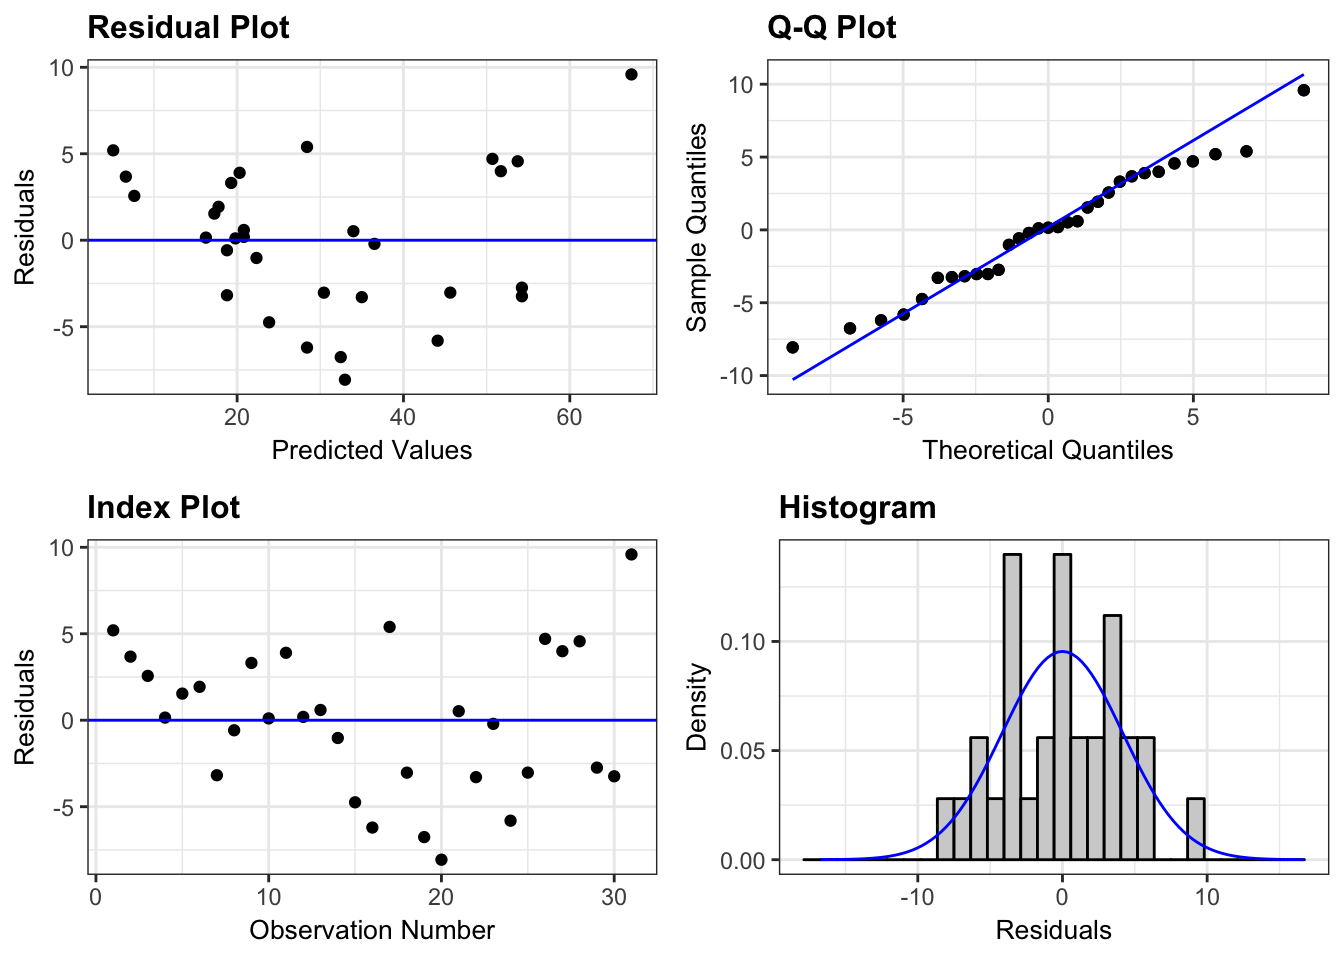 Residual Plot
10
5
0
-5
Residuals
20 40 60
Predicted Values
Q-Q Plot
10
5
0
-5
-10
Sample Quantiles
-5 0 5
Theoretical Quantiles
Index Plot
10
5
0
-5
Residuals
0 10 20 30
Observation Number
Histogram
0.10
0.05
0.00
Density
-10 0 10
Residuals